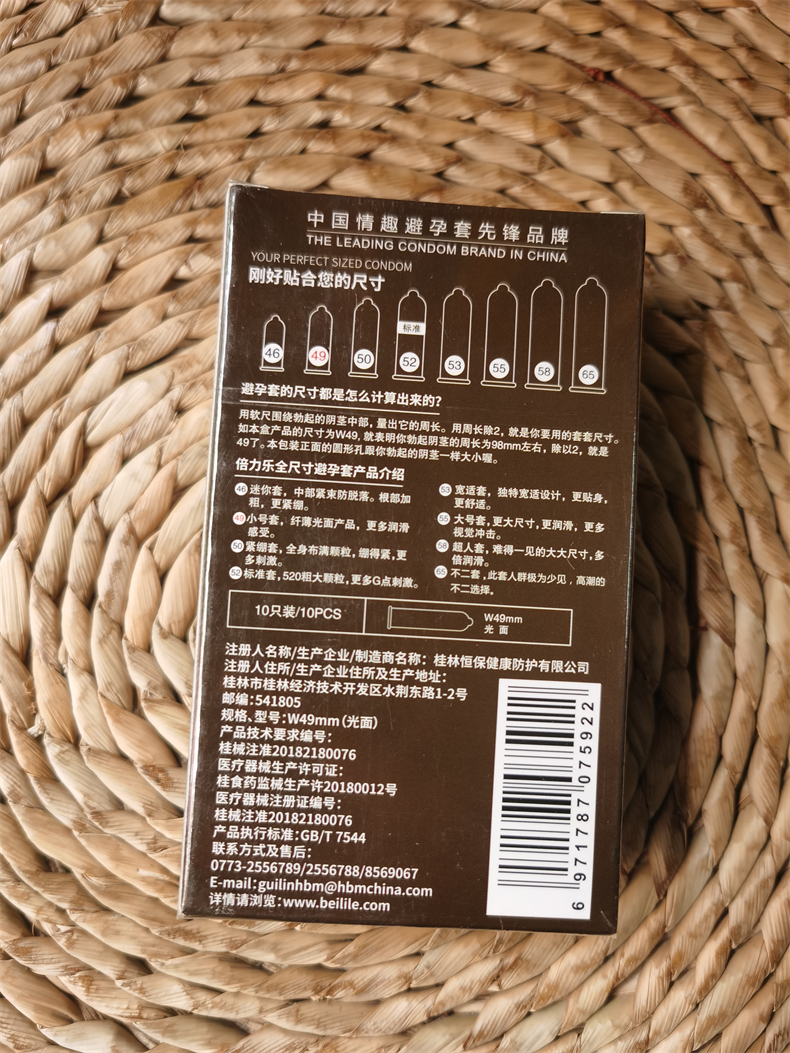 中国情趣避孕套先锋品牌
THE LEADING CONDOM BRAND IN CHINA
YOUR PERFECT SIZED CONDOM
刚好贴合您的尺寸
标准
46 49 50 52 53 55 58 65
避孕套的尺寸都是怎么计算出来的？
用软尺围绕勃起的阴茎中部，量出它的周长。用周长除2，就是你要用的套套尺寸。
如本盒产品的尺寸为W49，就表明你勃起阴茎的周长为98mm左右，除以2，就是
49了。本包装正面的圆形孔跟你勃起的阴茎一样大小喔。
倍力乐全尺寸避孕套产品介绍
46 迷你套，中部紧束防脱落。根部加
粗，更紧绷。
49 小号套，纤薄光面产品，更多润滑
感受。
50 紧绷套，全身布满颗粒，绷得紧，更
多刺激。
52 标准套，520粗大颗粒，更多G点刺激。
53 宽适套，独特宽适设计，更贴身，
更舒适。
55 大号套，更大尺寸，更润滑，更多
视觉冲击。
58 超人套，难得一见的大大尺寸，多
倍润滑。
65 不二套，此套人群极为少见，高潮的
不二选择。
10只装/10PCS
W49mm
光 面
注册人名称/生产企业/制造商名称：桂林恒保健康防护有限公司
注册人住所/生产企业住所及生产地址：
桂林市桂林经济技术开发区水荆东路1-2号
邮编：541805
规格、型号：W49mm（光面）
产品技术要求编号：
桂械注准20182180076
医疗器械生产许可证：
桂食药监械生产许20180012号
医疗器械注册证编号：
桂械注准20182180076
产品执行标准：GB/T 7544
联系方式及售后：
0773-2556789/2556788/8569067
E-mail：guilinhbm@hbmchina.com
详情请浏览：www.beilile.com
6 971787 075922